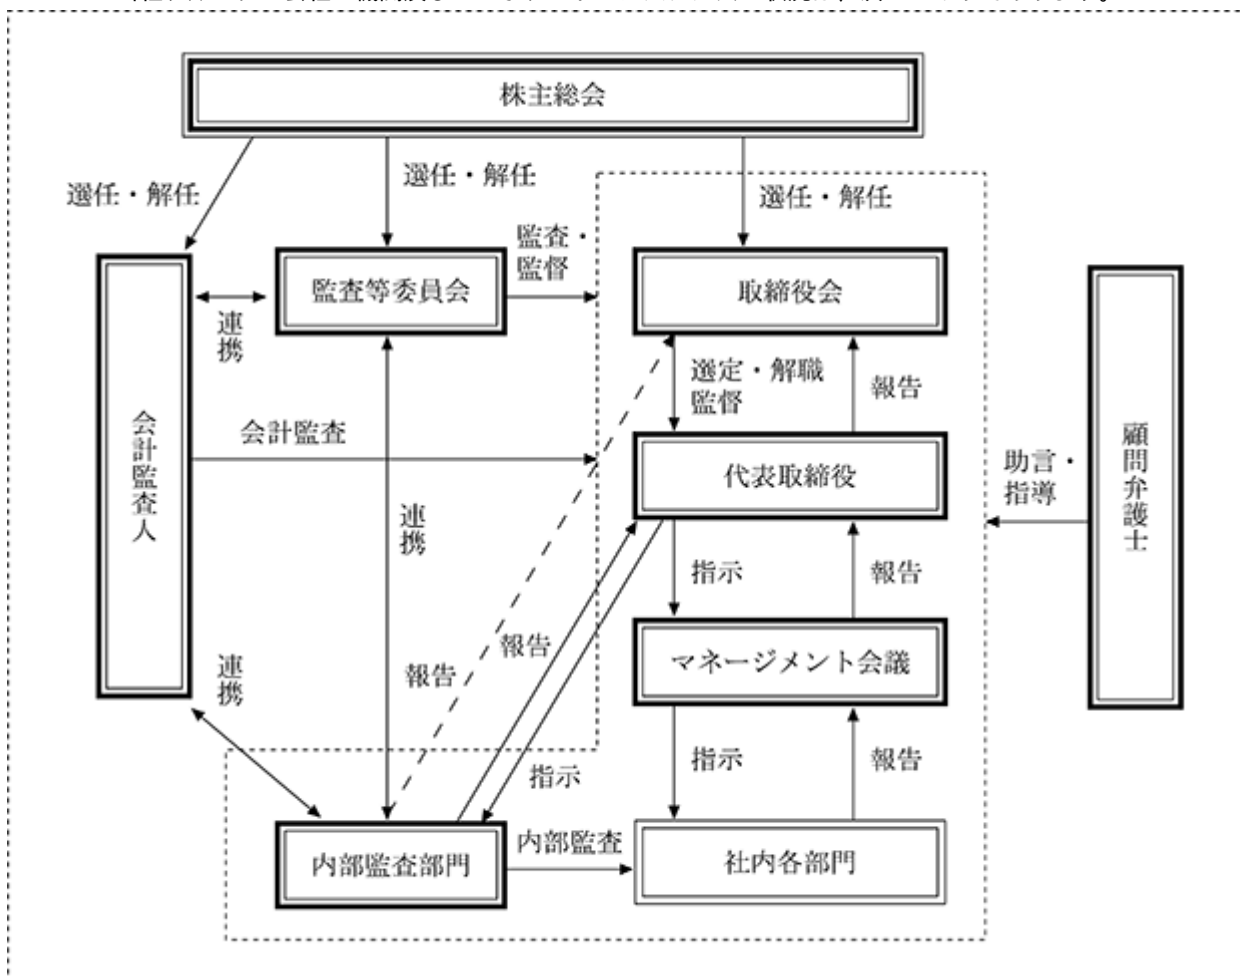 株主総会
選任・解任
選任・解任
選任・解任
監査・
監督
監査等委員会
取締役会
連携
選定・解職
監督
報告
会計監査人
会計監査
代表取締役
助言・
指導
顧問弁護士
連携
指示
報告
報告
報告
マネージメント会議
連携
指示
指示
報告
内部監査部門
内部監査
社内各部門